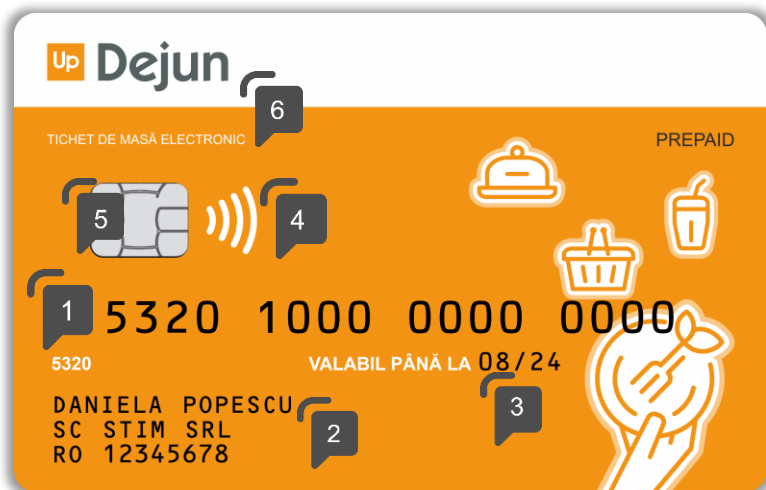 Up Dejun
6
TICHET DE MASĂ ELECTRONIC
PREPAID
5
4
1
5320 1000 0000 0000
5320
VALABIL PÂNĂ LA 08/24
3
DANIELA POPESCU
SC STIM SRL
RO 12345678
2